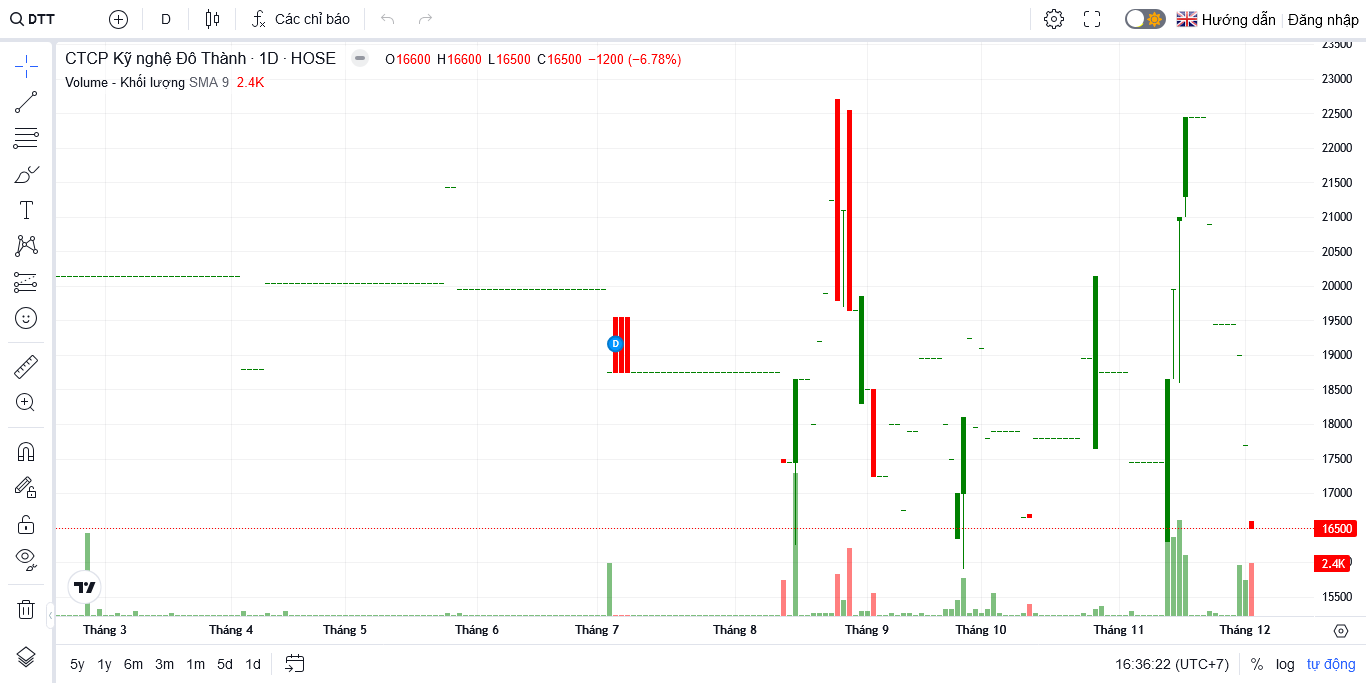 DTT D Các chỉ báo Hướng dẫn Đăng nhập
CTCP Kỹ nghệ Đô Thành · 1D · HOSE O16600 H16600 L16500 C16500 −1200 (−6.78%)
Volume - Khối lượng SMA 9 2.4K
23500
23000
22500
22000
21500
21000
20500
20000
19500
19000
18500
18000
17500
17000
16500
2.4K
15500
D
Tháng 3 Tháng 4 Tháng 5 Tháng 6 Tháng 7 Tháng 8 Tháng 9 Tháng 10 Tháng 11 Tháng 12
5y 1y 6m 3m 1m 5d 1d 16:36:22 (UTC+7) % log tự động